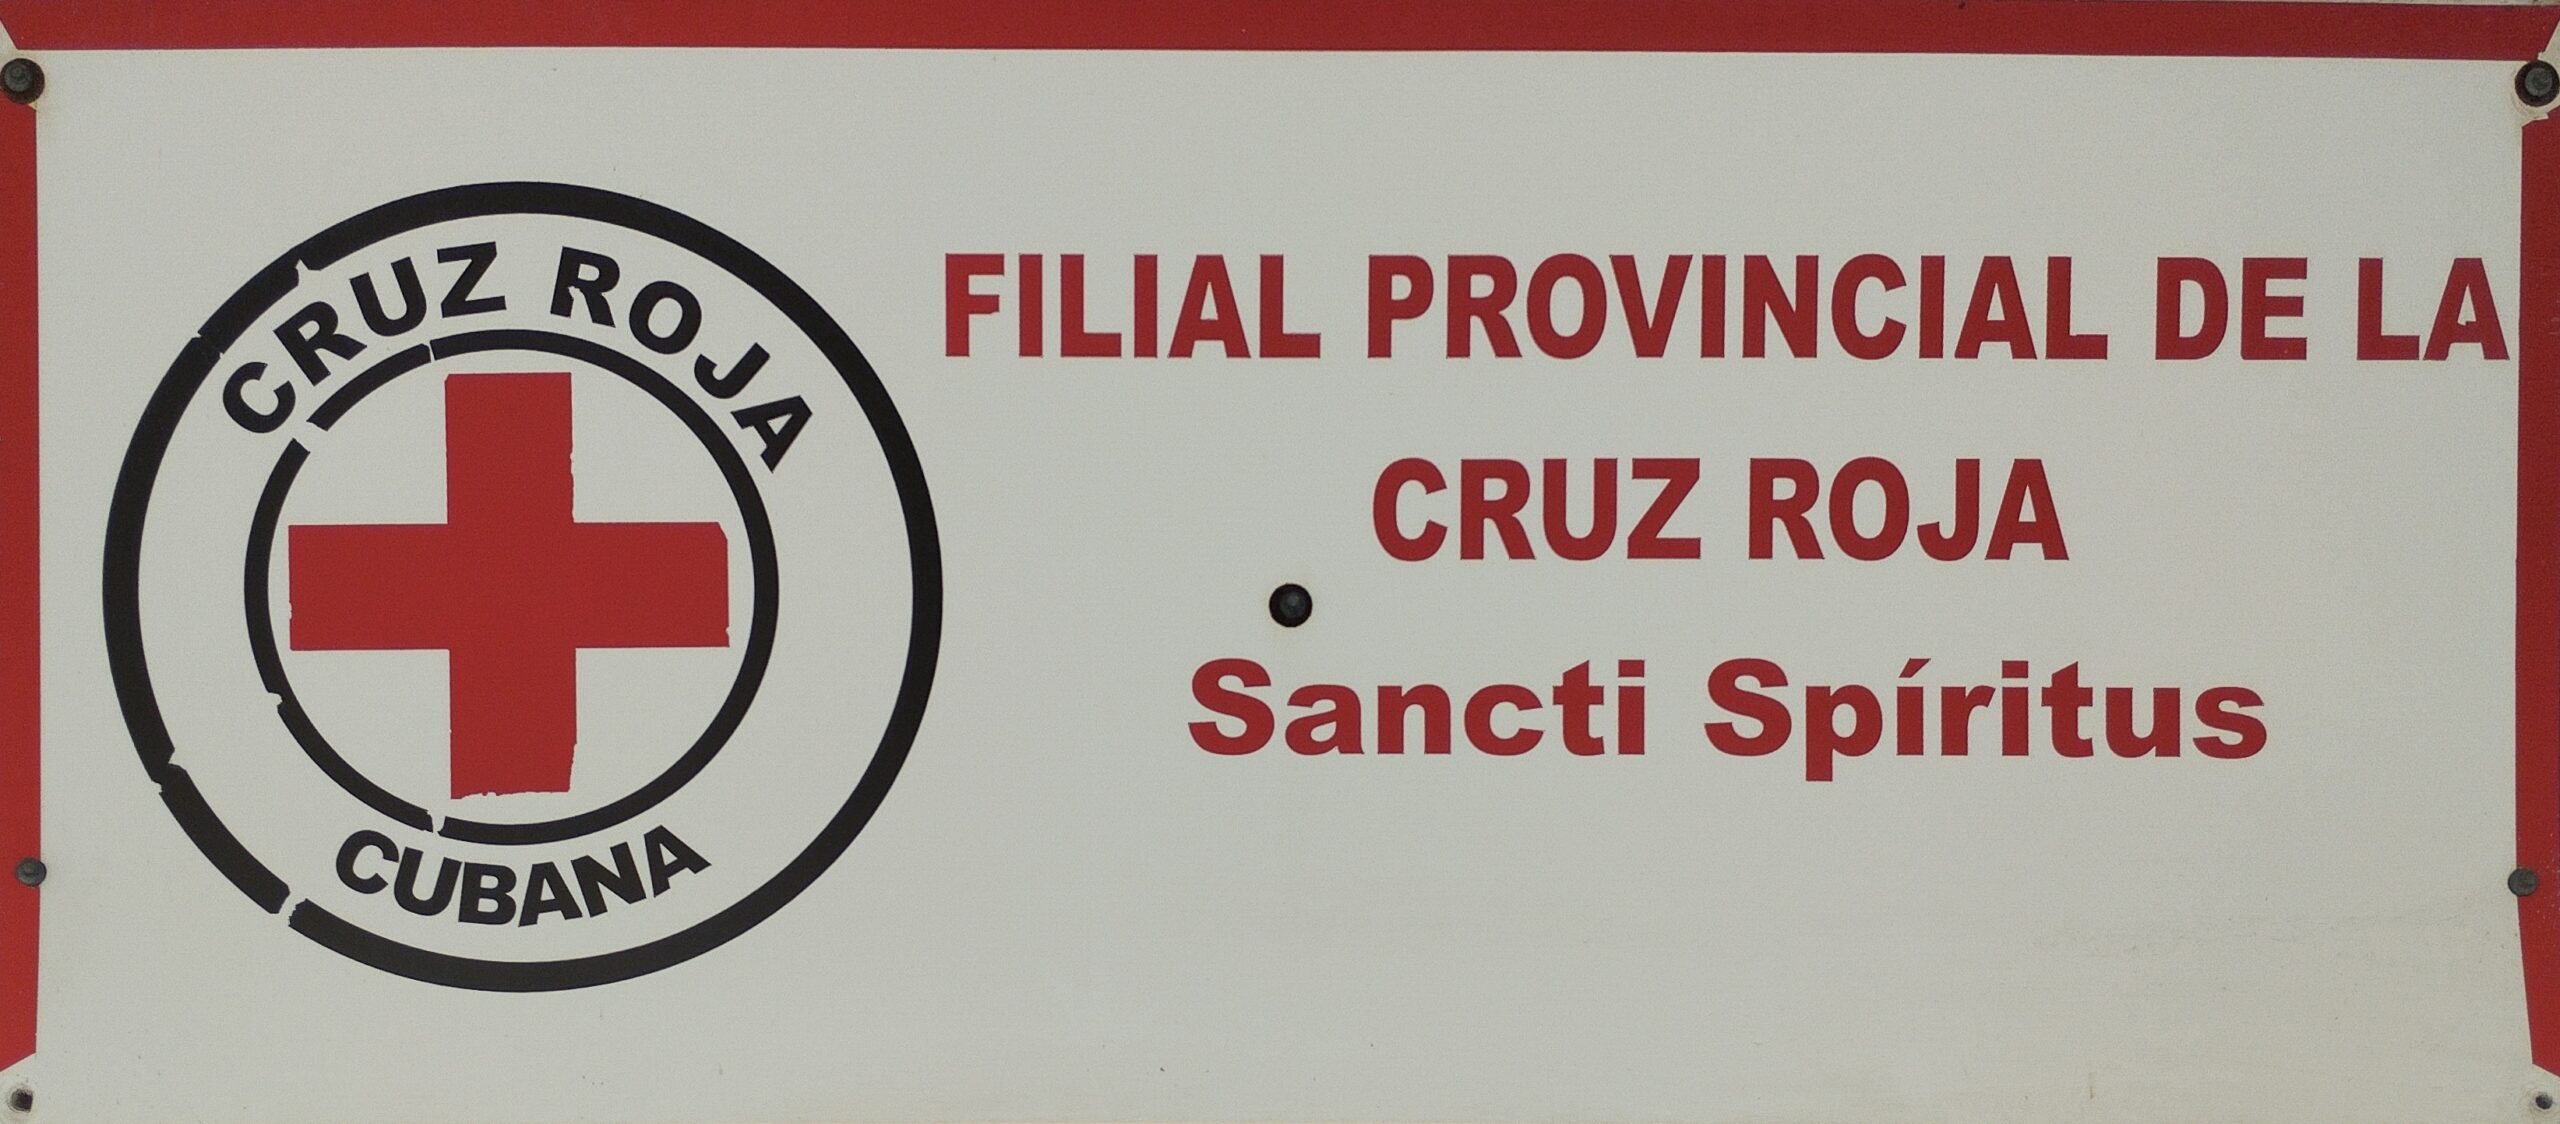 CRUZ ROJA
CUBANA
FILIAL PROVINCIAL DE LA
CRUZ ROJA
Sancti Spíritus